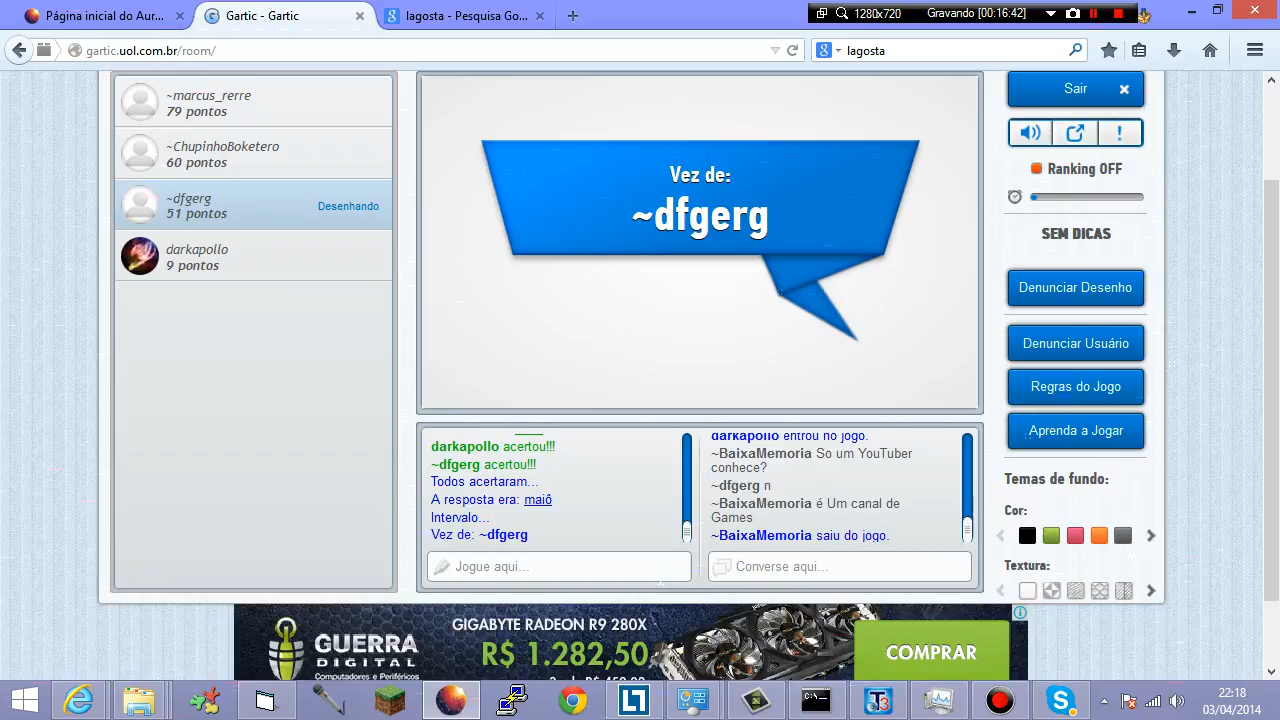 Página inicial do Aur...
Gartic - Gartic
lagosta - Pesquisa Go...
1280x720
Gravando [00:16:42]
gartic.uol.com.br/room/
lagosta
~marcus_rerre
79 pontos
~ChupinhoBoketero
60 pontos
~dfgerg
51 pontos
Desenhando
darkapollo
9 pontos
Vez de:
~dfgerg
Sair
Ranking OFF
SEM DICAS
Denunciar Desenho
Denunciar Usuário
Regras do Jogo
Aprenda a Jogar
Temas de fundo:
Cor:
Textura:
darkapollo acertou!!!
~dfgerg acertou!!!
Todos acertaram...
A resposta era: maiô
Intervalo...
Vez de: ~dfgerg
Jogue aqui...
darkapollo entrou no jogo.
~BaixaMemoria So um YouTuber
conhece?
~dfgerg n
~BaixaMemoria é Um canal de
Games
~BaixaMemoria saiu do jogo.
Converse aqui...
GUERRA
DIGITAL
Computadores e Periféricos
GIGABYTE RADEON R9 280X
R$ 1.282,50
COMPRAR
22:18
03/04/2014